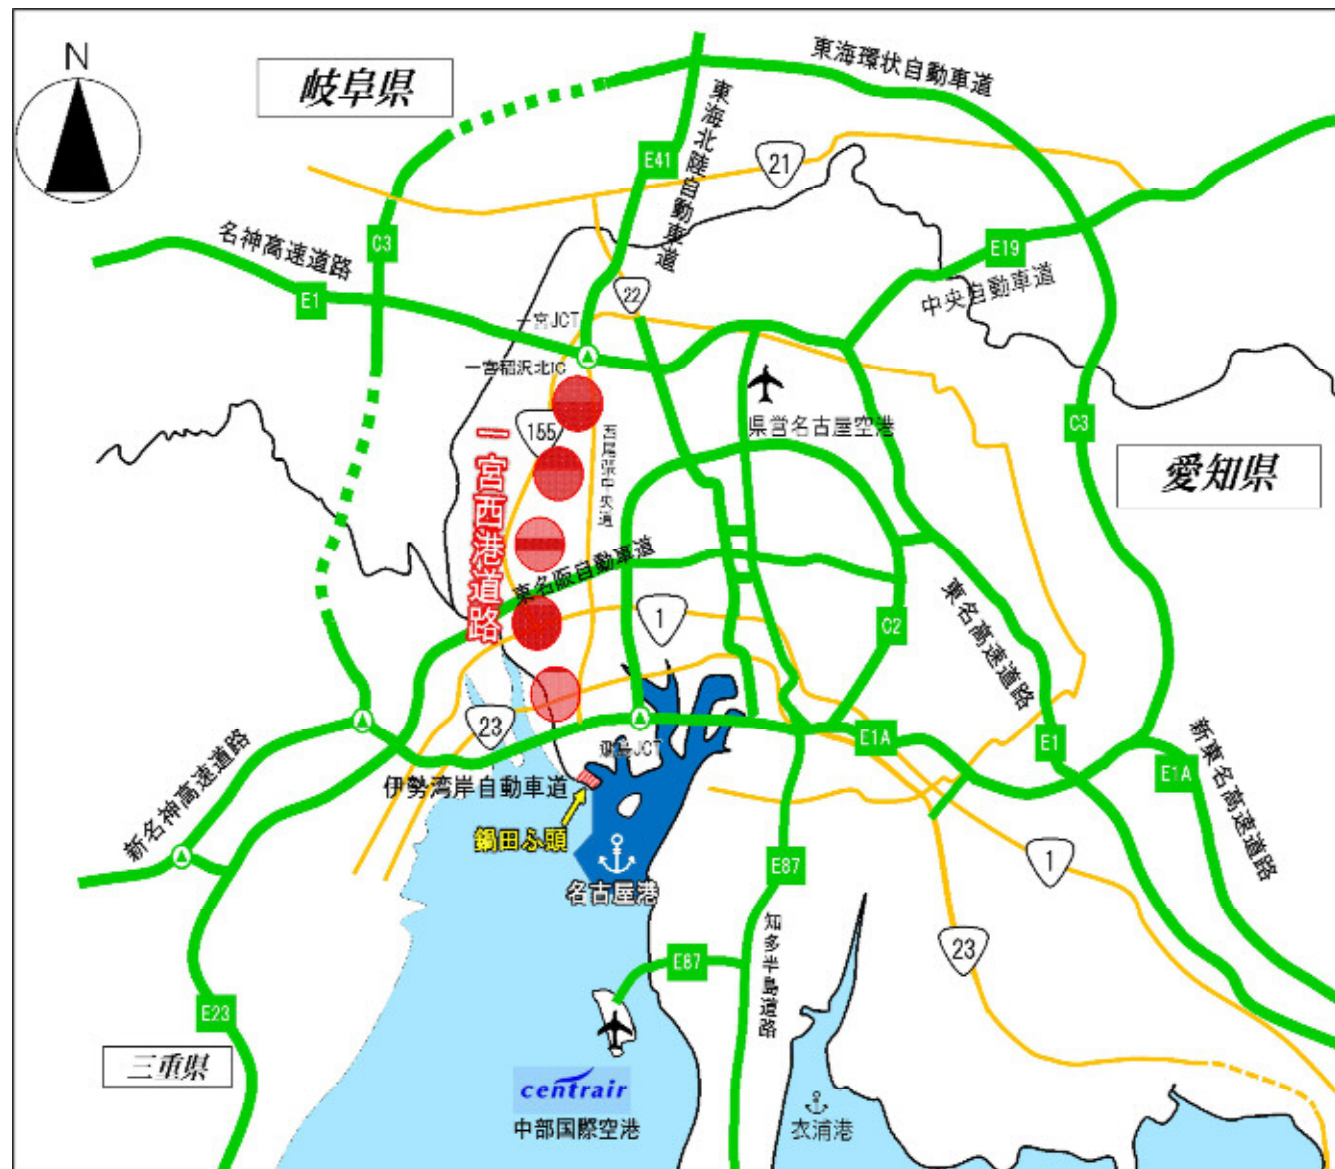 N
岐阜県
東海環状自動車道
東海北陸自動車道
E41
21
名神高速道路
C3
E1
22
E19
中央自動車道
一宮JCT
一宮稲沢北IC
155
西尾張中央道
県営名古屋空港
C3
愛知県
一宮西港道路
東名阪自動車道
1
C2
東名高速道路
23
飛島JCT
E1A
E1
新東名高速道路
E1A
新名神高速道路
伊勢湾岸自動車道
鍋田ふ頭
名古屋港
E87
1
知多半島道路
23
E87
E23
三重県
centrair
中部国際空港
衣浦港